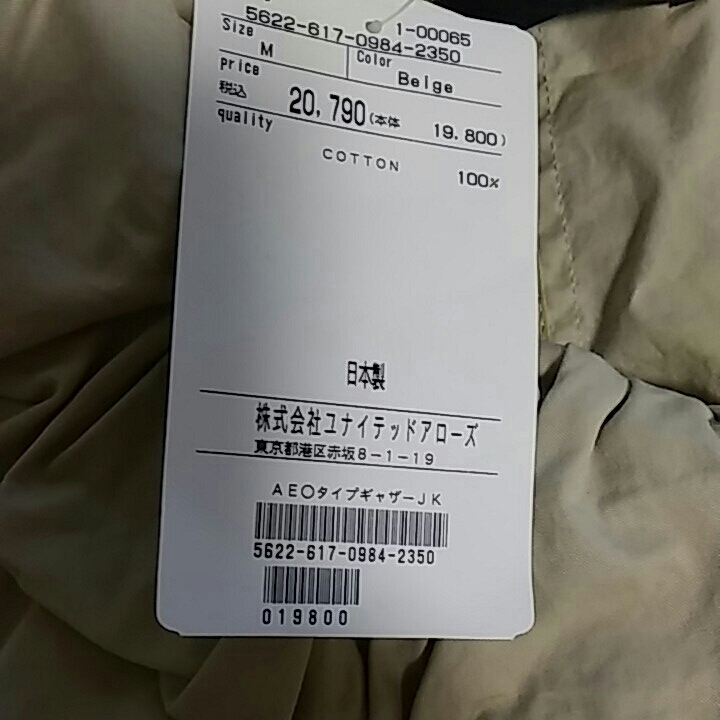 1-00065
5622-617-0984-2350
Size M Color Beige
price
税込 20,790(本体 19.800)
quality
COTTON 100%
日本製
株式会社ユナイテッドアローズ
東京都港区赤坂8-1-19
AEOタイプギャザーJK
5622-617-0984-2350
019800